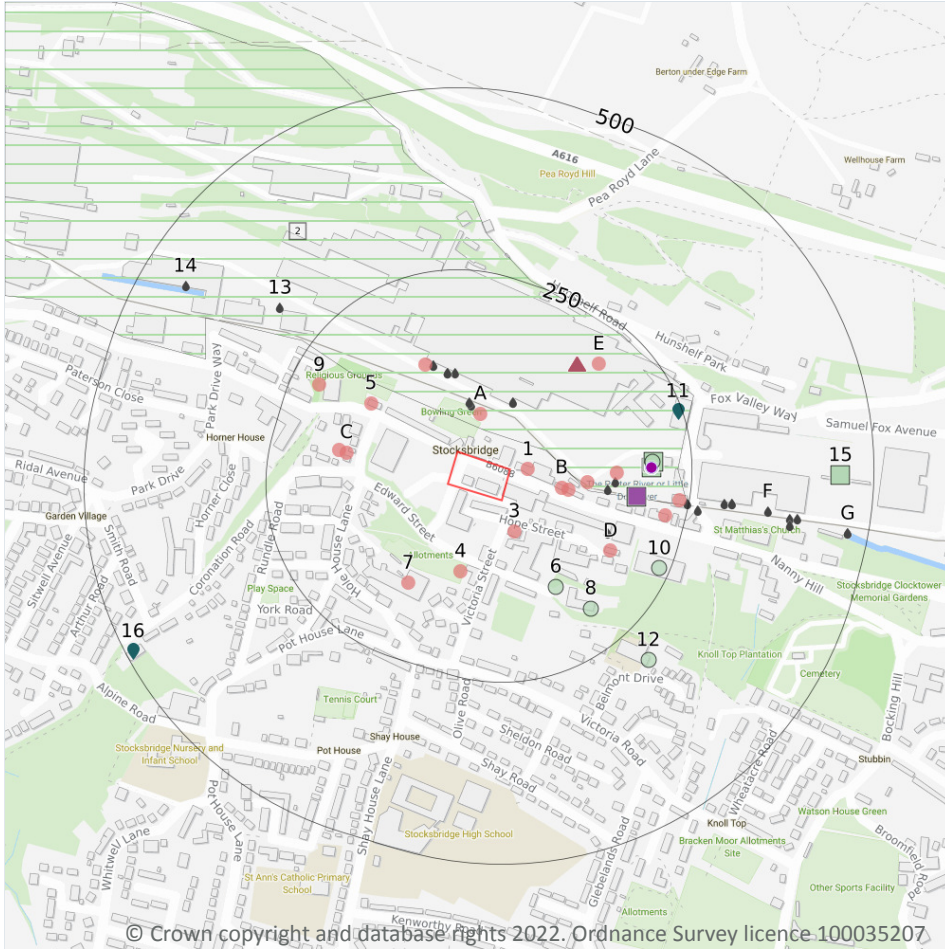 Berton under Edge Farm
500
A616
Pea Royd Hill
Pea Royd Lane
Wellhouse Farm
2
14
13
250
Hunshelf Road
E
Hunshelf Park
Paterson Close
Park Drive Way
9
Religious Grounds
5
11
Fox Valley Way
A
Bowling Green
Samuel Fox Avenue
Horner House
C
Stocksbridge
B6088
1
15
Ridal Avenue
Park Drive
Horner Close
B
The Porter River or Little
Don River
F
G
Garden Village
Edward Street
3
Hope Street
D
St Matthias's Church
Sitwell Avenue
Smith Road
Coronation Road
Rundle Road
Hole House Lane
Allotments
4
7
Victoria Street
6
8
10
Nanny Hill
Stocksbridge Clocktower
Memorial Gardens
Arthur Road
Play Space
York Road
16
Pot House Lane
12
Knoll Top Plantation
Cemetery
Belmont Drive
Alpine Road
Tennis Court
Olive Road
Victoria Road
Bocking Hill
Stocksbridge Nursery and
Infant School
Pot House
Shay House
Sheldon Road
Shay Road
Wheatacre Road
Stubbin
Shay House Lane
Pot House Lane
Stocksbridge High School
Knoll Top
Watson House Green
Whitwell Lane
Bracken Moor Allotments
Site
Broomfield Road
Glebelands Road
St Ann's Catholic Primary
School
Other Sports Facility
Allotments
Kenworthy Road
© Crown copyright and database rights 2022. Ordnance Survey licence 100035207.